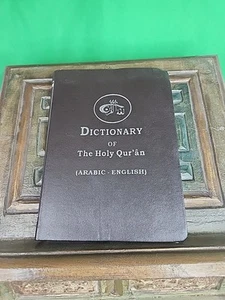 DICTIONARY
OF
The Holy Qur'ân
(ARABIC - ENGLISH)